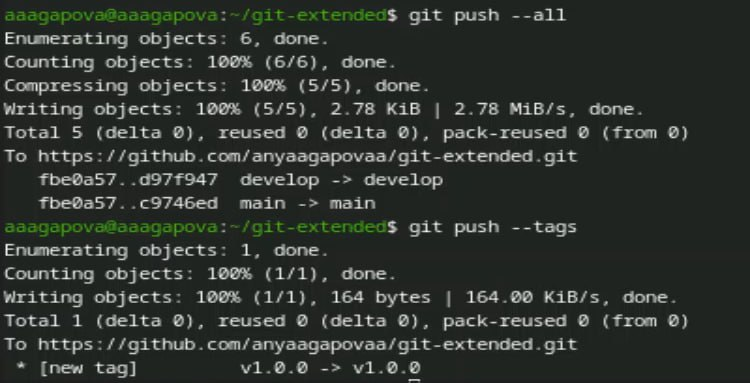 aaagapova@aaagapova:~/git-extended$ git push --all
Enumerating objects: 6, done.
Counting objects: 100% (6/6), done.
Compressing objects: 100% (5/5), done.
Writing objects: 100% (5/5), 2.78 KiB | 2.78 MiB/s, done.
Total 5 (delta 0), reused 0 (delta 0), pack-reused 0 (from 0)
To https://github.com/anyaagapovaa/git-extended.git
   fbe0a57..d97f947  develop -> develop
   fbe0a57..c9746ed  main -> main
aaagapova@aaagapova:~/git-extended$ git push --tags
Enumerating objects: 1, done.
Counting objects: 100% (1/1), done.
Writing objects: 100% (1/1), 164 bytes | 164.00 KiB/s, done.
Total 1 (delta 0), reused 0 (delta 0), pack-reused 0 (from 0)
To https://github.com/anyaagapovaa/git-extended.git
 * [new tag]         v1.0.0 -> v1.0.0